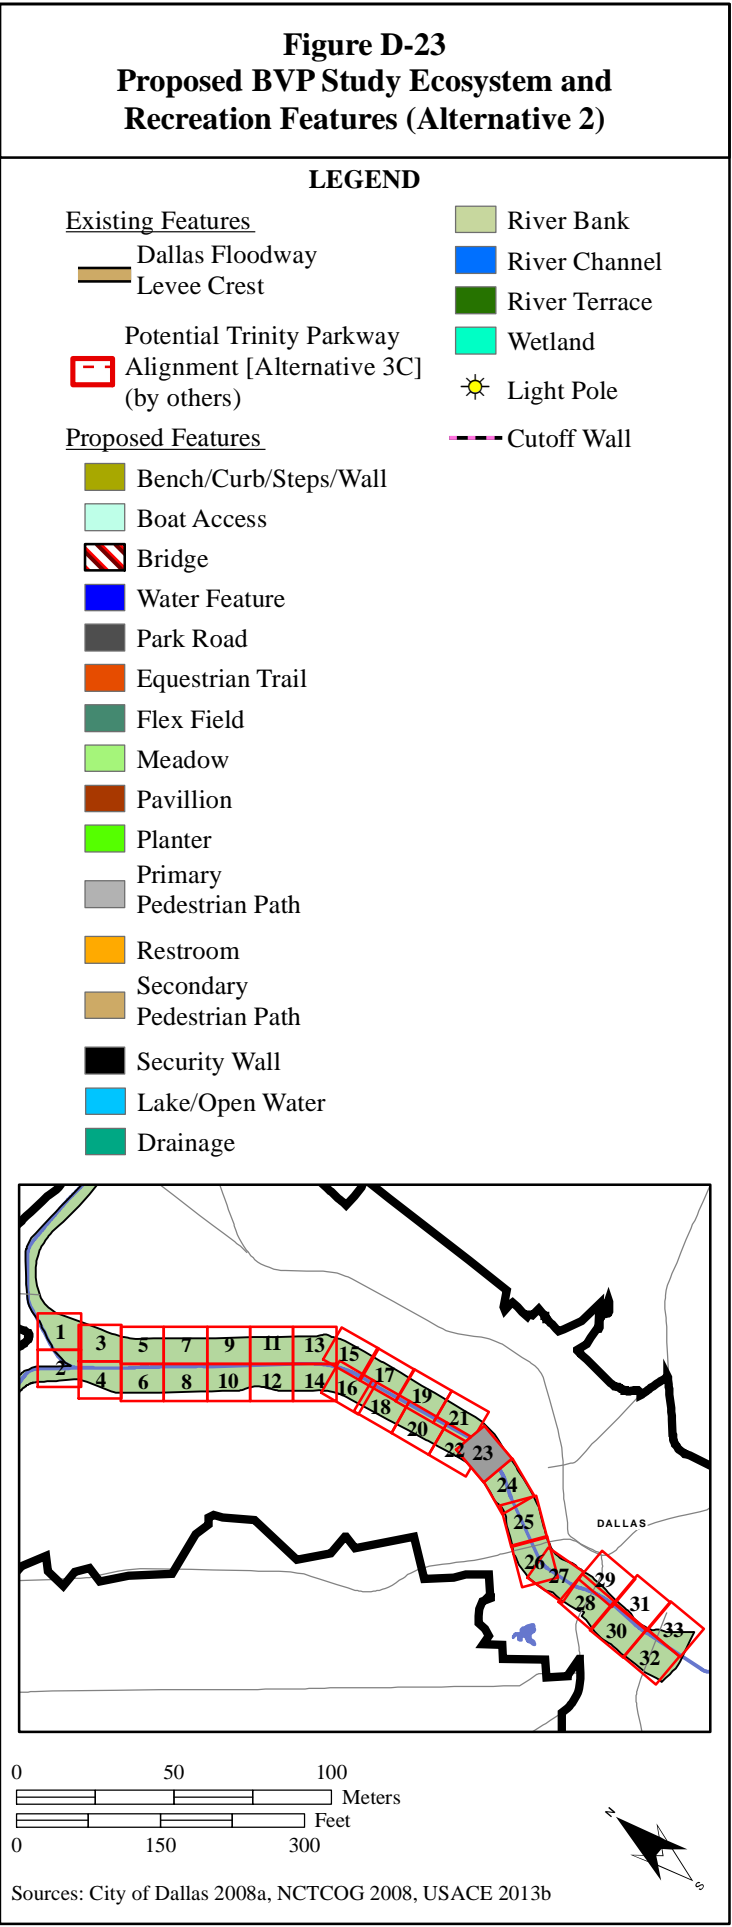 Figure D-23
Proposed BVP Study Ecosystem and
Recreation Features (Alternative 2)
LEGEND
Existing Features
Dallas Floodway
Levee Crest
Potential Trinity Parkway
Alignment [Alternative 3C]
(by others)
Proposed Features
Bench/Curb/Steps/Wall
Boat Access
Bridge
Water Feature
Park Road
Equestrian Trail
Flex Field
Meadow
Pavillion
Planter
Primary
Pedestrian Path
Restroom
Secondary
Pedestrian Path
Security Wall
Lake/Open Water
Drainage
River Bank
River Channel
River Terrace
Wetland
Light Pole
Cutoff Wall
1
2
3
4
5
6
7
8
9
10
11
12
13
14
15
16
17
18
19
20
21
22
23
24
25
26
27
28
29
30
31
32
33
DALLAS
0 50 100
Meters
Feet
0 150 300
N
S
Sources: City of Dallas 2008a, NCTCOG 2008, USACE 2013b